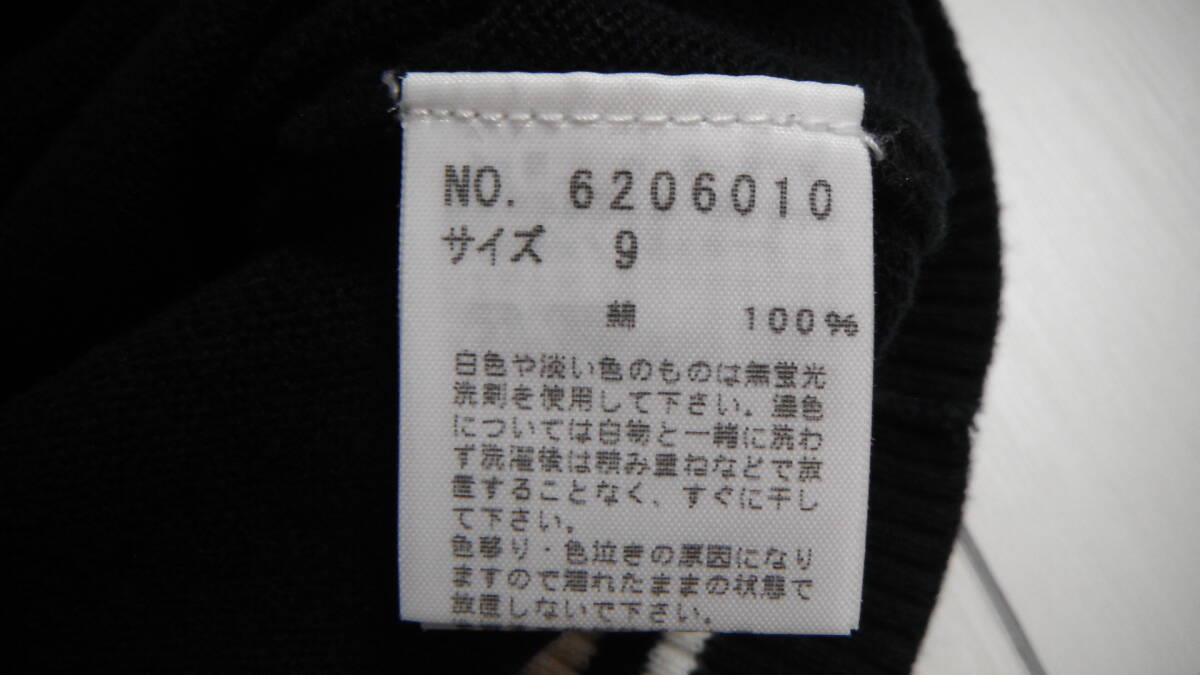 NO. 6206010
サイズ 9
綿 100%
白色や淡い色のものは無蛍光
洗剤を使用して下さい。濃色
については白物と一緒に洗わ
ず洗濯後は積み重ねなどで放
置することなく、すぐに干し
て下さい。
色移り・色泣きの原因になり
ますので濡れたままの状態で
放置しないで下さい。